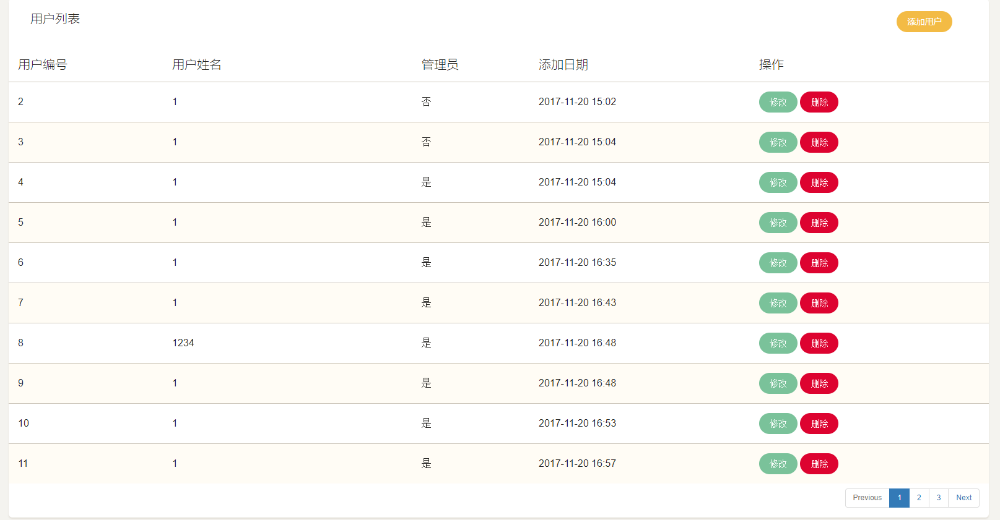 用户列表 添加用户
用户编号 用户姓名 管理员 添加日期 操作
2 1 否 2017-11-20 15:02 修改 删除
3 1 否 2017-11-20 15:04 修改 删除
4 1 是 2017-11-20 15:04 修改 删除
5 1 是 2017-11-20 16:00 修改 删除
6 1 是 2017-11-20 16:35 修改 删除
7 1 是 2017-11-20 16:43 修改 删除
8 1234 是 2017-11-20 16:48 修改 删除
9 1 是 2017-11-20 16:48 修改 删除
10 1 是 2017-11-20 16:53 修改 删除
11 1 是 2017-11-20 16:57 修改 删除
Previous 1 2 3 Next